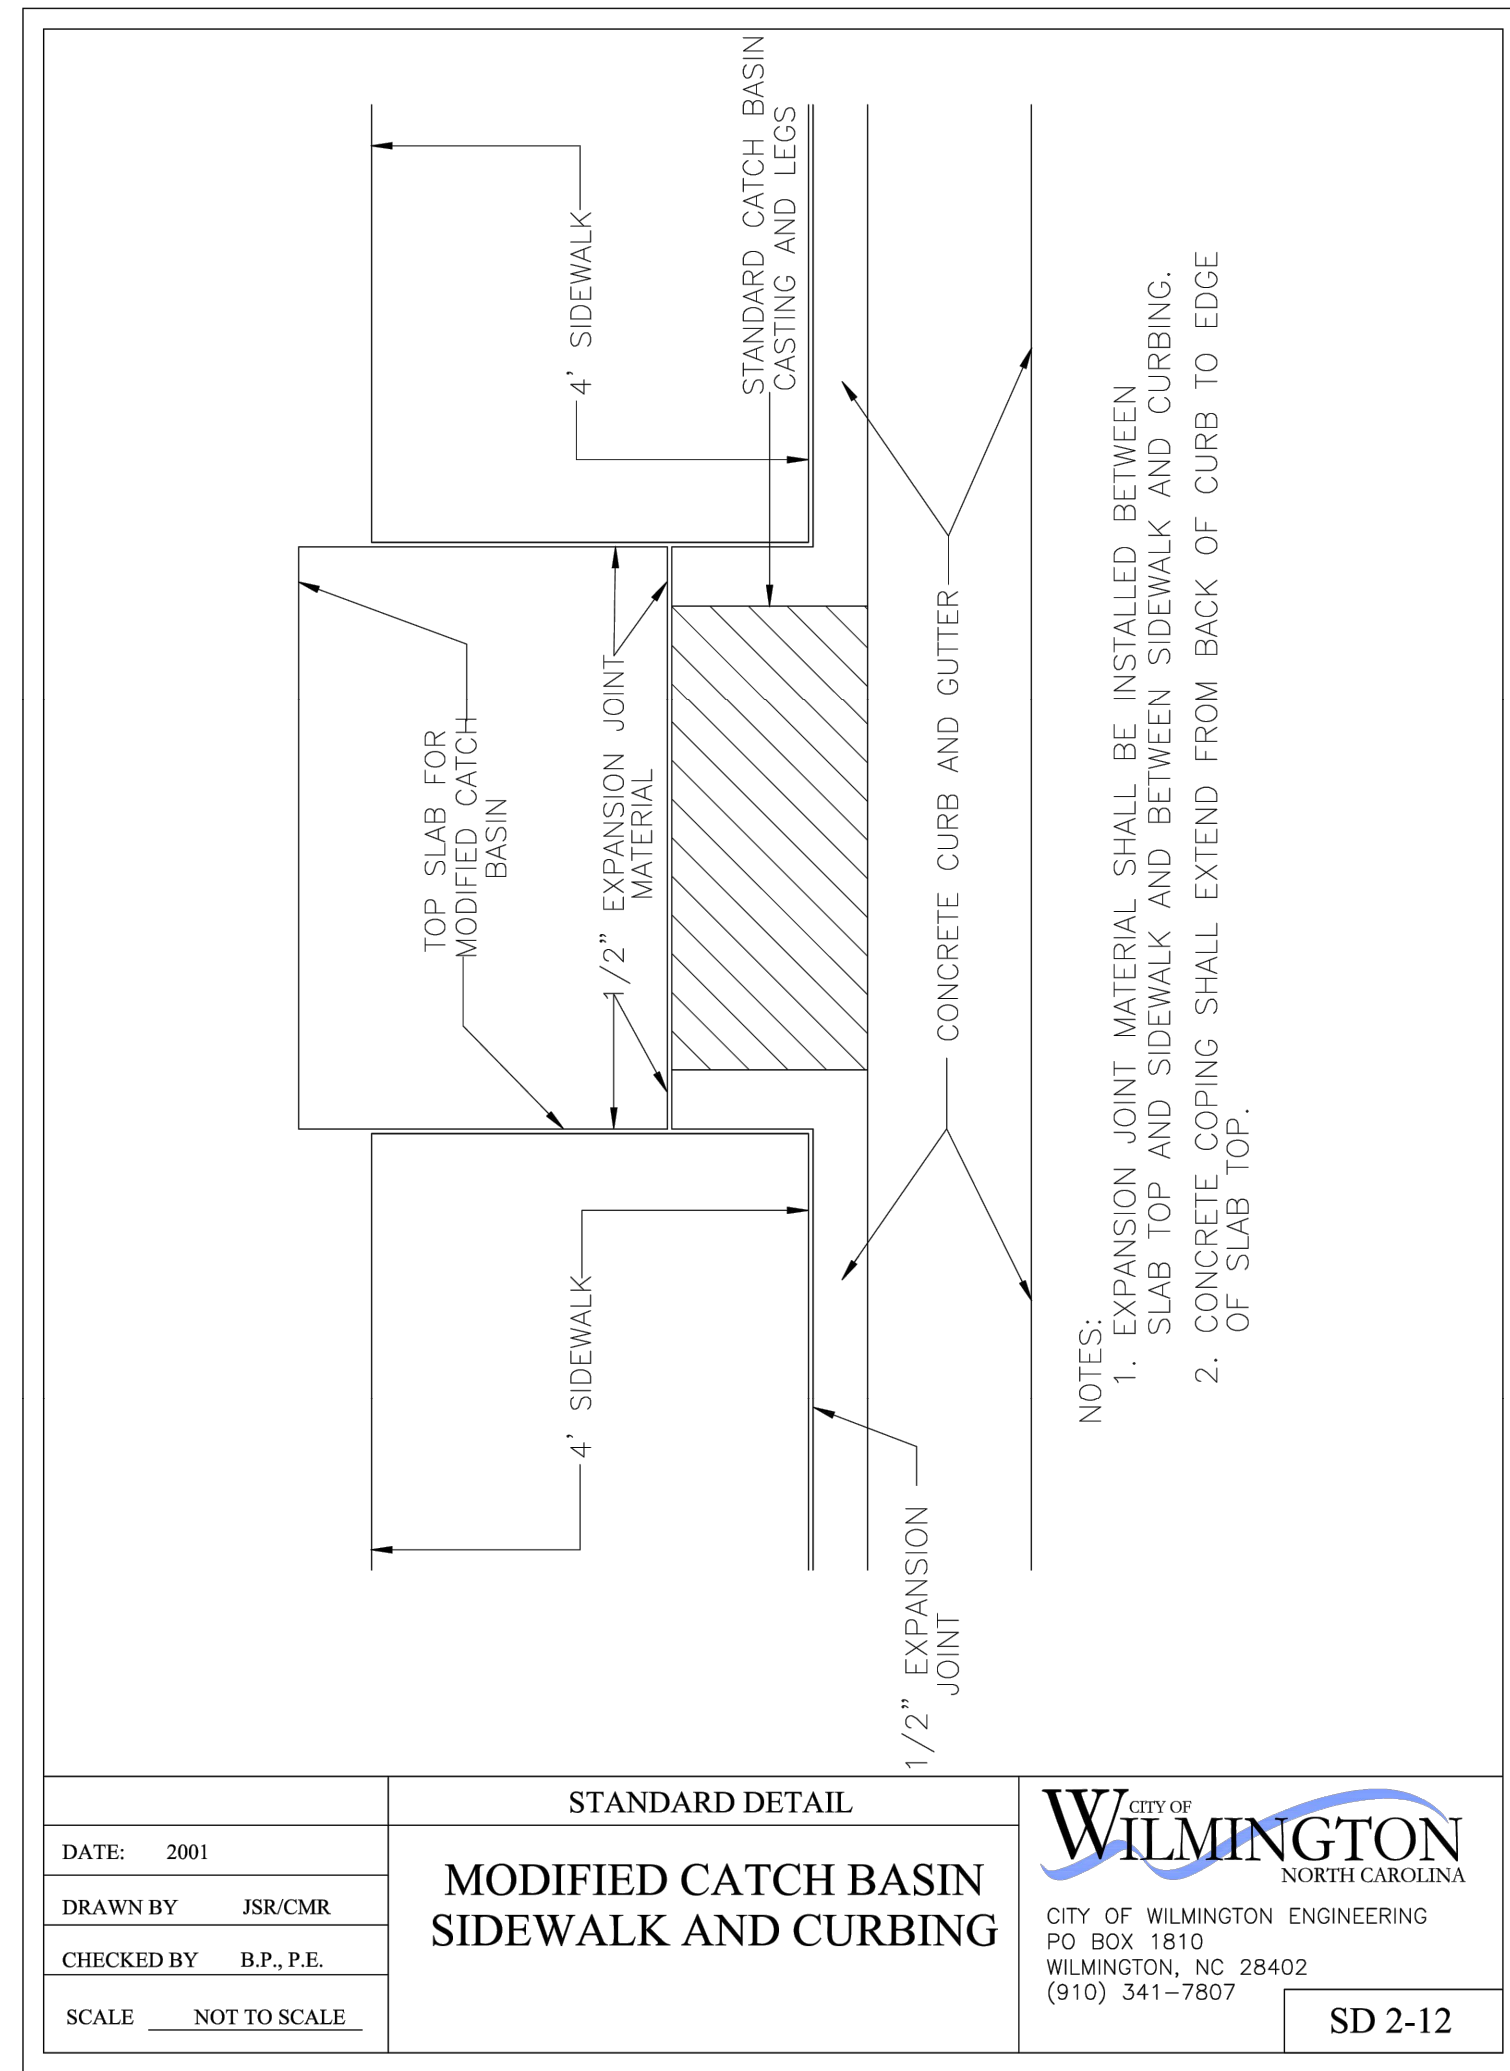 4' SIDEWALK
STANDARD CATCH BASIN
CASTING AND LEGS
TOP SLAB FOR
MODIFIED CATCH
BASIN
1/2" EXPANSION JOINT
MATERIAL
CONCRETE CURB AND GUTTER
4' SIDEWALK
1/2" EXPANSION
JOINT
NOTES:
1. EXPANSION JOINT MATERIAL SHALL BE INSTALLED BETWEEN
SLAB TOP AND SIDEWALK AND BETWEEN SIDEWALK AND CURBING.
2. CONCRETE COPING SHALL EXTEND FROM BACK OF CURB TO EDGE
OF SLAB TOP.
DATE: 2001
DRAWN BY JSR/CMR
CHECKED BY B.P., P.E.
SCALE NOT TO SCALE
STANDARD DETAIL
MODIFIED CATCH BASIN
SIDEWALK AND CURBING
CITY OF
WILMINGTON
NORTH CAROLINA
CITY OF WILMINGTON ENGINEERING
PO BOX 1810
WILMINGTON, NC 28402
(910) 341-7807
SD 2-12